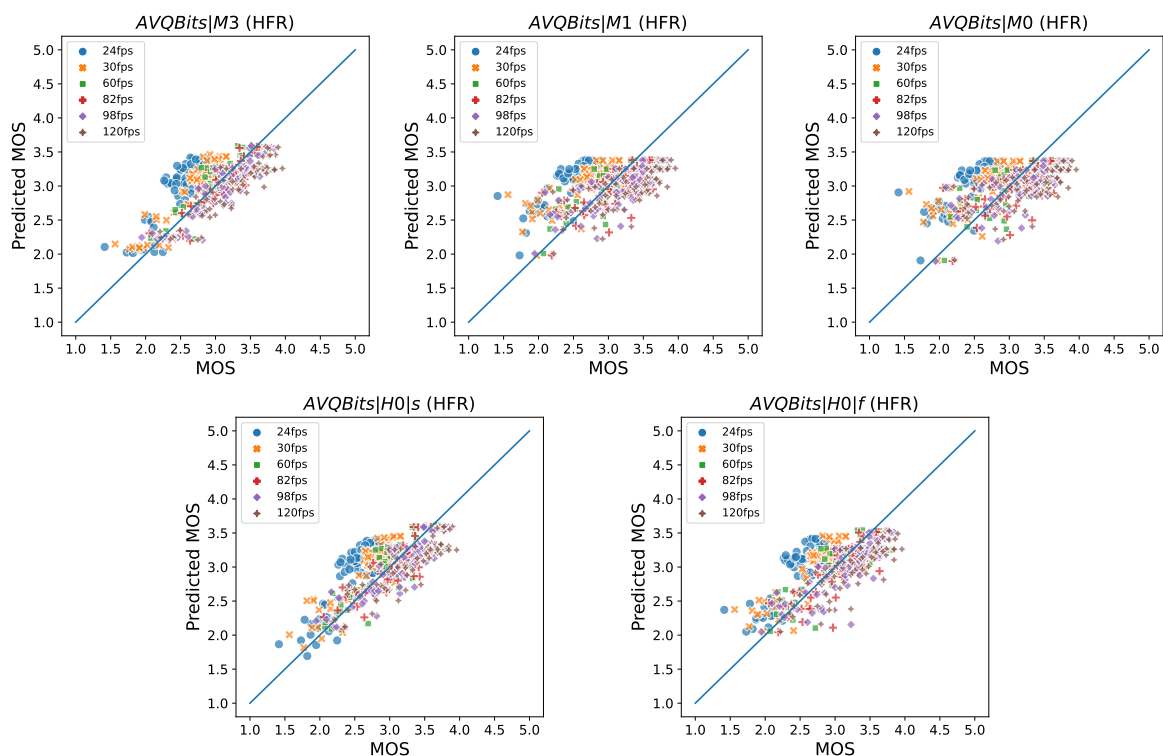 AVQBits|M3 (HFR)
5.0
4.5
4.0
3.5
3.0
2.5
2.0
1.5
1.0
Predicted MOS
24fps
30fps
60fps
82fps
98fps
120fps
1.0 1.5 2.0 2.5 3.0 3.5 4.0 4.5 5.0
MOS
AVQBits|M1 (HFR)
5.0
4.5
4.0
3.5
3.0
2.5
2.0
1.5
1.0
Predicted MOS
24fps
30fps
60fps
82fps
98fps
120fps
1.0 1.5 2.0 2.5 3.0 3.5 4.0 4.5 5.0
MOS
AVQBits|M0 (HFR)
5.0
4.5
4.0
3.5
3.0
2.5
2.0
1.5
1.0
Predicted MOS
24fps
30fps
60fps
82fps
98fps
120fps
1.0 1.5 2.0 2.5 3.0 3.5 4.0 4.5 5.0
MOS
AVQBits|H0|s (HFR)
5.0
4.5
4.0
3.5
3.0
2.5
2.0
1.5
1.0
Predicted MOS
24fps
30fps
60fps
82fps
98fps
120fps
1.0 1.5 2.0 2.5 3.0 3.5 4.0 4.5 5.0
MOS
AVQBits|H0|f (HFR)
5.0
4.5
4.0
3.5
3.0
2.5
2.0
1.5
1.0
Predicted MOS
24fps
30fps
60fps
82fps
98fps
120fps
1.0 1.5 2.0 2.5 3.0 3.5 4.0 4.5 5.0
MOS